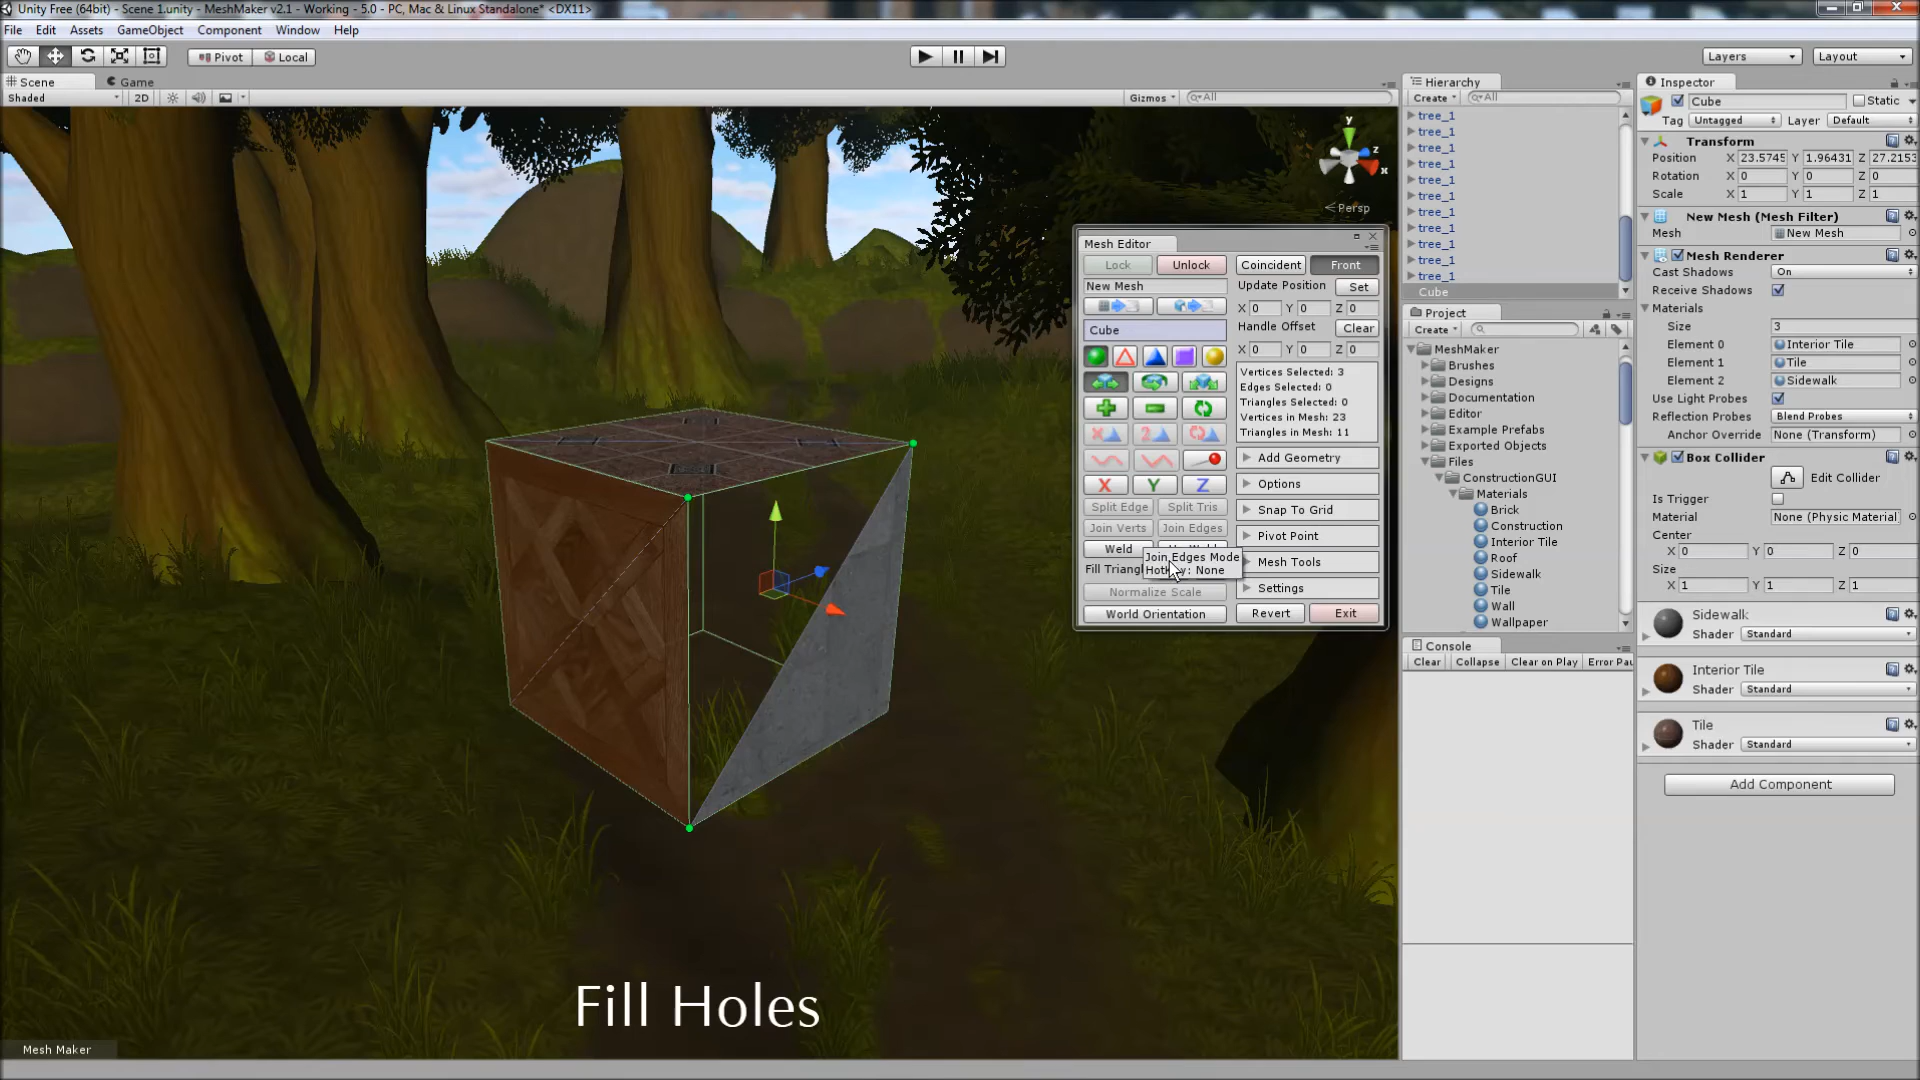 Unity Free (64bit) - Scene 1.unity - MeshMaker v2.1 - Working - 5.0 - PC, Mac & Linux Standalone* <DX11>
File Edit Assets GameObject Component Window Help
Pivot Local
Layers Layout
Scene Game
Shaded 2D Gizmos All
y
z
x
Persp
Mesh Editor
Lock Unlock Coincident Front
New Mesh Update Position Set
X 0 Y 0 Z 0
Cube Handle Offset Clear
X 0 Y 0 Z 0
Vertices Selected: 3
Edges Selected: 0
Triangles Selected: 0
Vertices in Mesh: 23
Triangles in Mesh: 11
Add Geometry
X Y Z Options
Split Edge Split Tris Snap To Grid
Join Verts Join Edges Pivot Point
Weld
Join Edges Mode
Mesh Tools
Fill Triangl
: None
Normalize Scale Settings
World Orientation Revert Exit
Fill Holes
Mesh Maker
Hierarchy
Create All
tree_1
tree_1
tree_1
tree_1
tree_1
tree_1
tree_1
tree_1
tree_1
tree_1
tree_1
Cube
Project
Create
MeshMaker
Brushes
Designs
Documentation
Editor
Example Prefabs
Exported Objects
Files
ConstructionGUI
Materials
Brick
Construction
Interior Tile
Roof
Sidewalk
Tile
Wall
Wallpaper
Console
Clear Collapse Clear on Play Error Pau
Inspector
Cube Static
Tag Untagged Layer Default
Transform
Position X 23.5745 Y 1.96431 Z 27.2153
Rotation X 0 Y 0 Z 0
Scale X 1 Y 1 Z 1
New Mesh (Mesh Filter)
Mesh New Mesh
Mesh Renderer
Cast Shadows On
Receive Shadows
Materials
Size 3
Element 0 Interior Tile
Element 1 Tile
Element 2 Sidewalk
Use Light Probes
Reflection Probes Blend Probes
Anchor Override None (Transform)
Box Collider
Edit Collider
Is Trigger
Material None (Physic Material
Center
X 0 Y 0 Z 0
Size
X 1 Y 1 Z 1
Sidewalk
Shader Standard
Interior Tile
Shader Standard
Tile
Shader Standard
Add Component